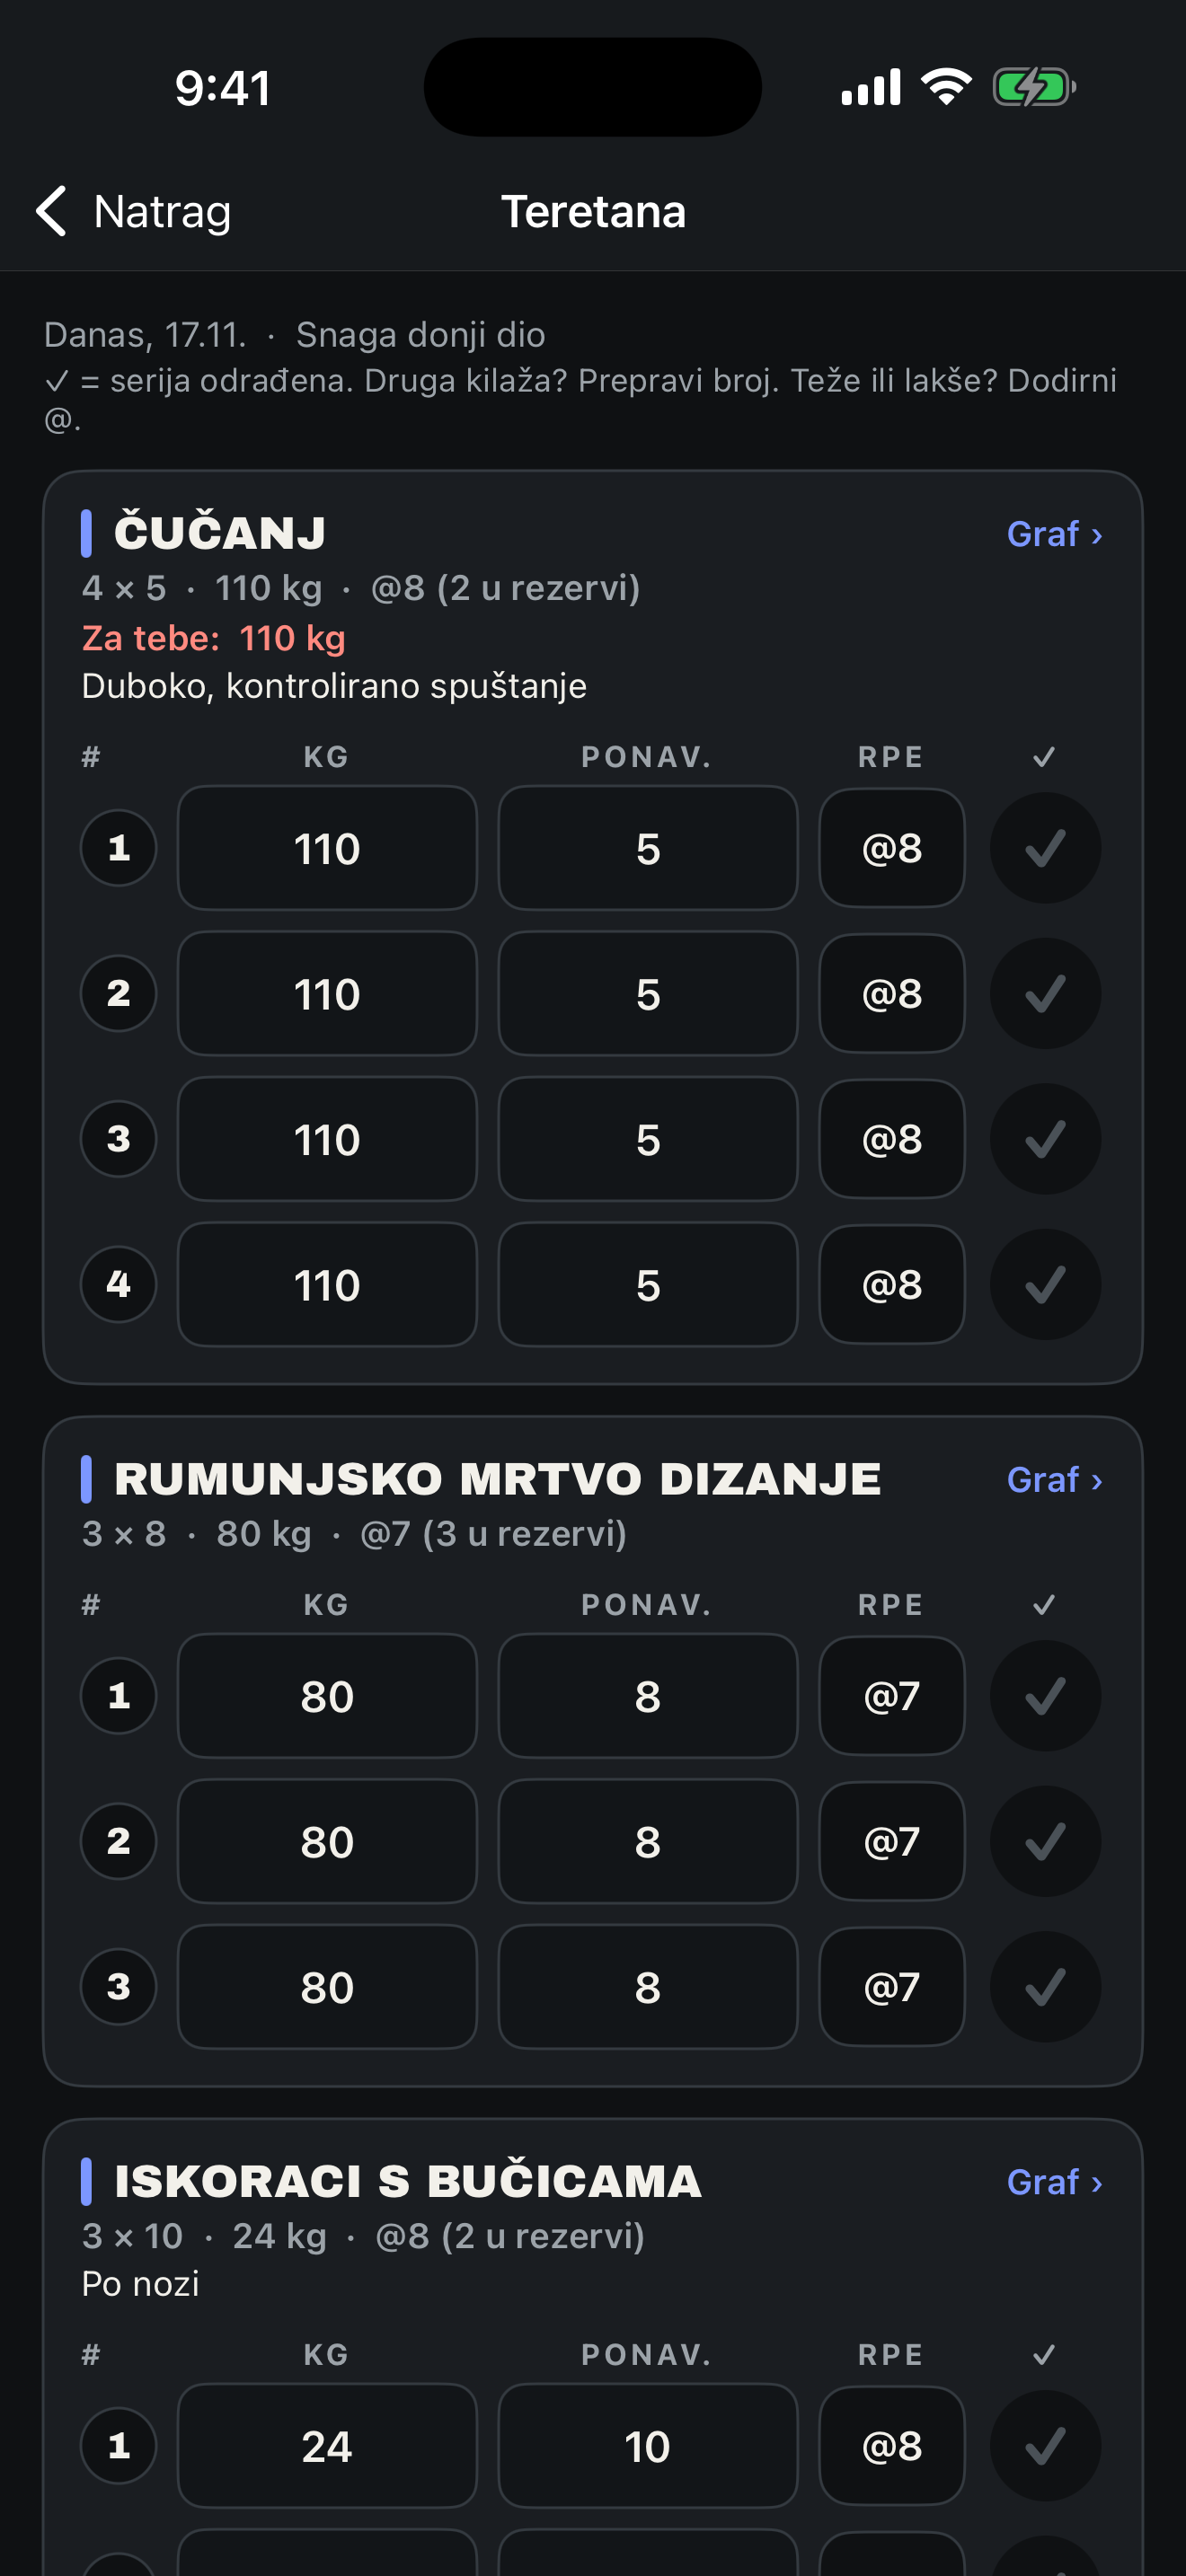 9:41
Natrag
Teretana
Danas, 17.11. · Snaga donji dio
✓ = serija odrađena. Druga kilaža? Prepravi broj. Teže ili lakše? Dodirni
@.
ČUČANJ
Graf ›
4 × 5 · 110 kg · @8 (2 u rezervi)
Za tebe: 110 kg
Duboko, kontrolirano spuštanje
# KG PONAV. RPE ✓
1 110 5 @8 ✓
2 110 5 @8 ✓
3 110 5 @8 ✓
4 110 5 @8 ✓
RUMUNJSKO MRTVO DIZANJE
Graf ›
3 × 8 · 80 kg · @7 (3 u rezervi)
# KG PONAV. RPE ✓
1 80 8 @7 ✓
2 80 8 @7 ✓
3 80 8 @7 ✓
ISKORACI S BUČICAMA
Graf ›
3 × 10 · 24 kg · @8 (2 u rezervi)
Po nozi
# KG PONAV. RPE ✓
1 24 10 @8 ✓